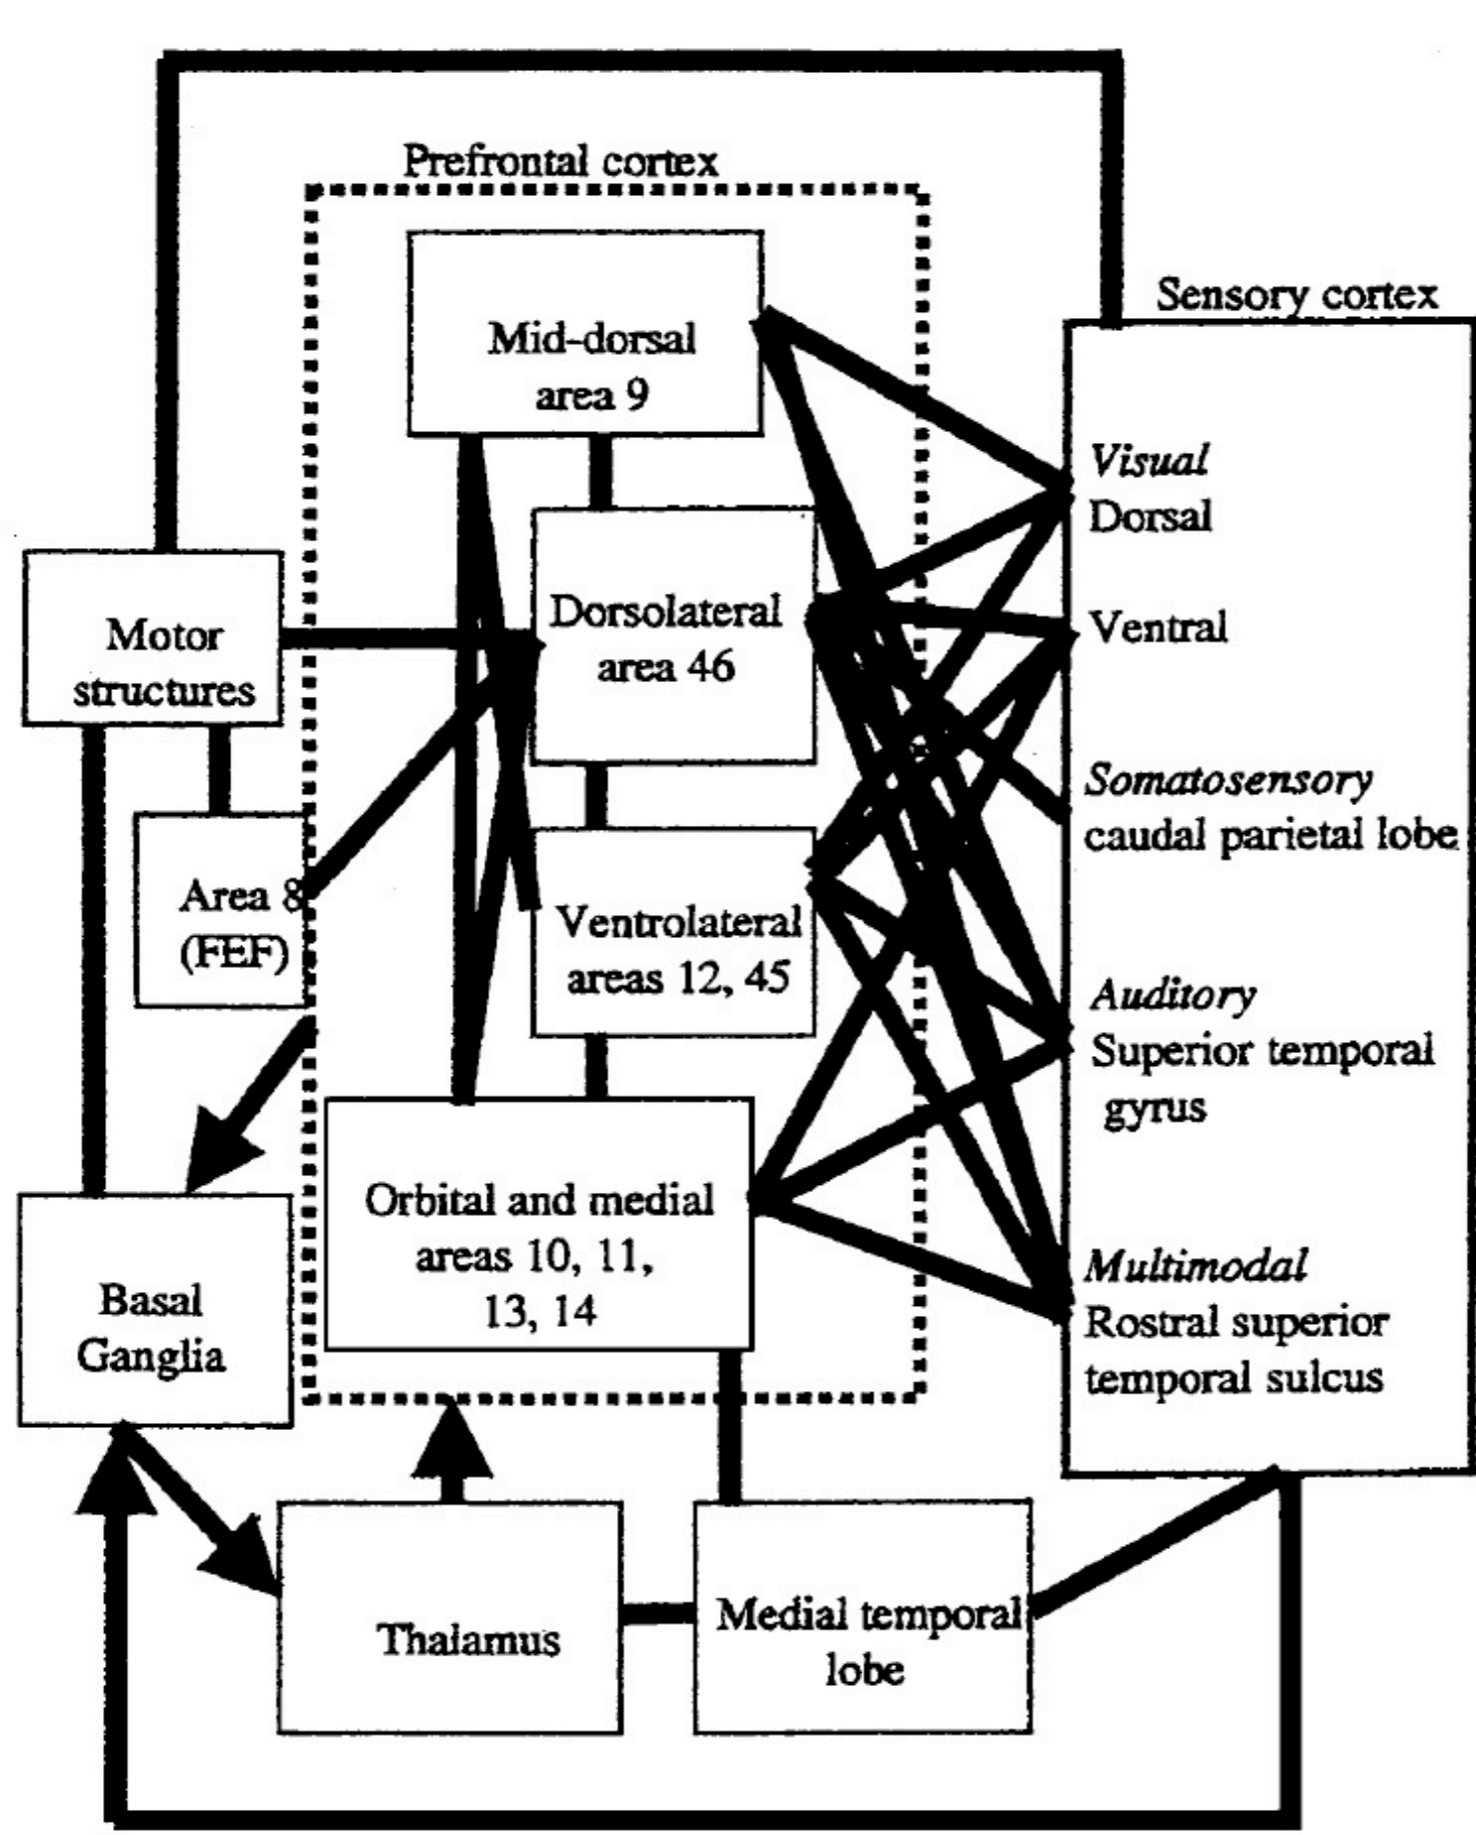 Prefrontal cortex
Mid-dorsal
area 9
Sensory cortex
Visual
Dorsal
Ventral
Somatosensory
caudal parietal lobe
Auditory
Superior temporal
gyrus
Multimodal
Rostral superior
temporal sulcus
Dorsolateral
area 46
Motor
structures
Area 8
(FEF)
Ventrolateral
areas 12, 45
Orbital and medial
areas 10, 11,
13, 14
Basal
Ganglia
Thalamus
Medial temporal
lobe